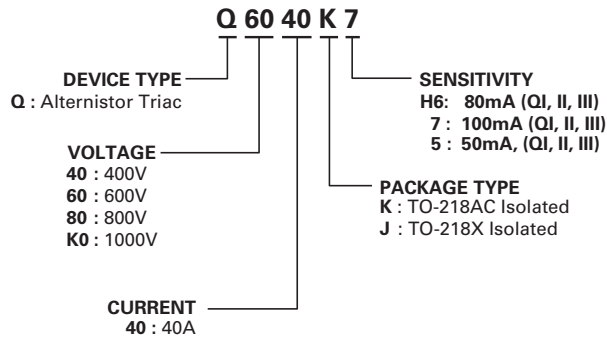 Q 60 40 K 7
DEVICE TYPE
Q : Alternistor Triac
VOLTAGE
40 : 400V
60 : 600V
80 : 800V
K0 : 1000V
CURRENT
40 : 40A
SENSITIVITY
H6: 80mA (QI, II, III)
7 : 100mA (QI, II, III)
5 : 50mA, (QI, II, III)
PACKAGE TYPE
K : TO-218AC Isolated
J : TO-218X Isolated